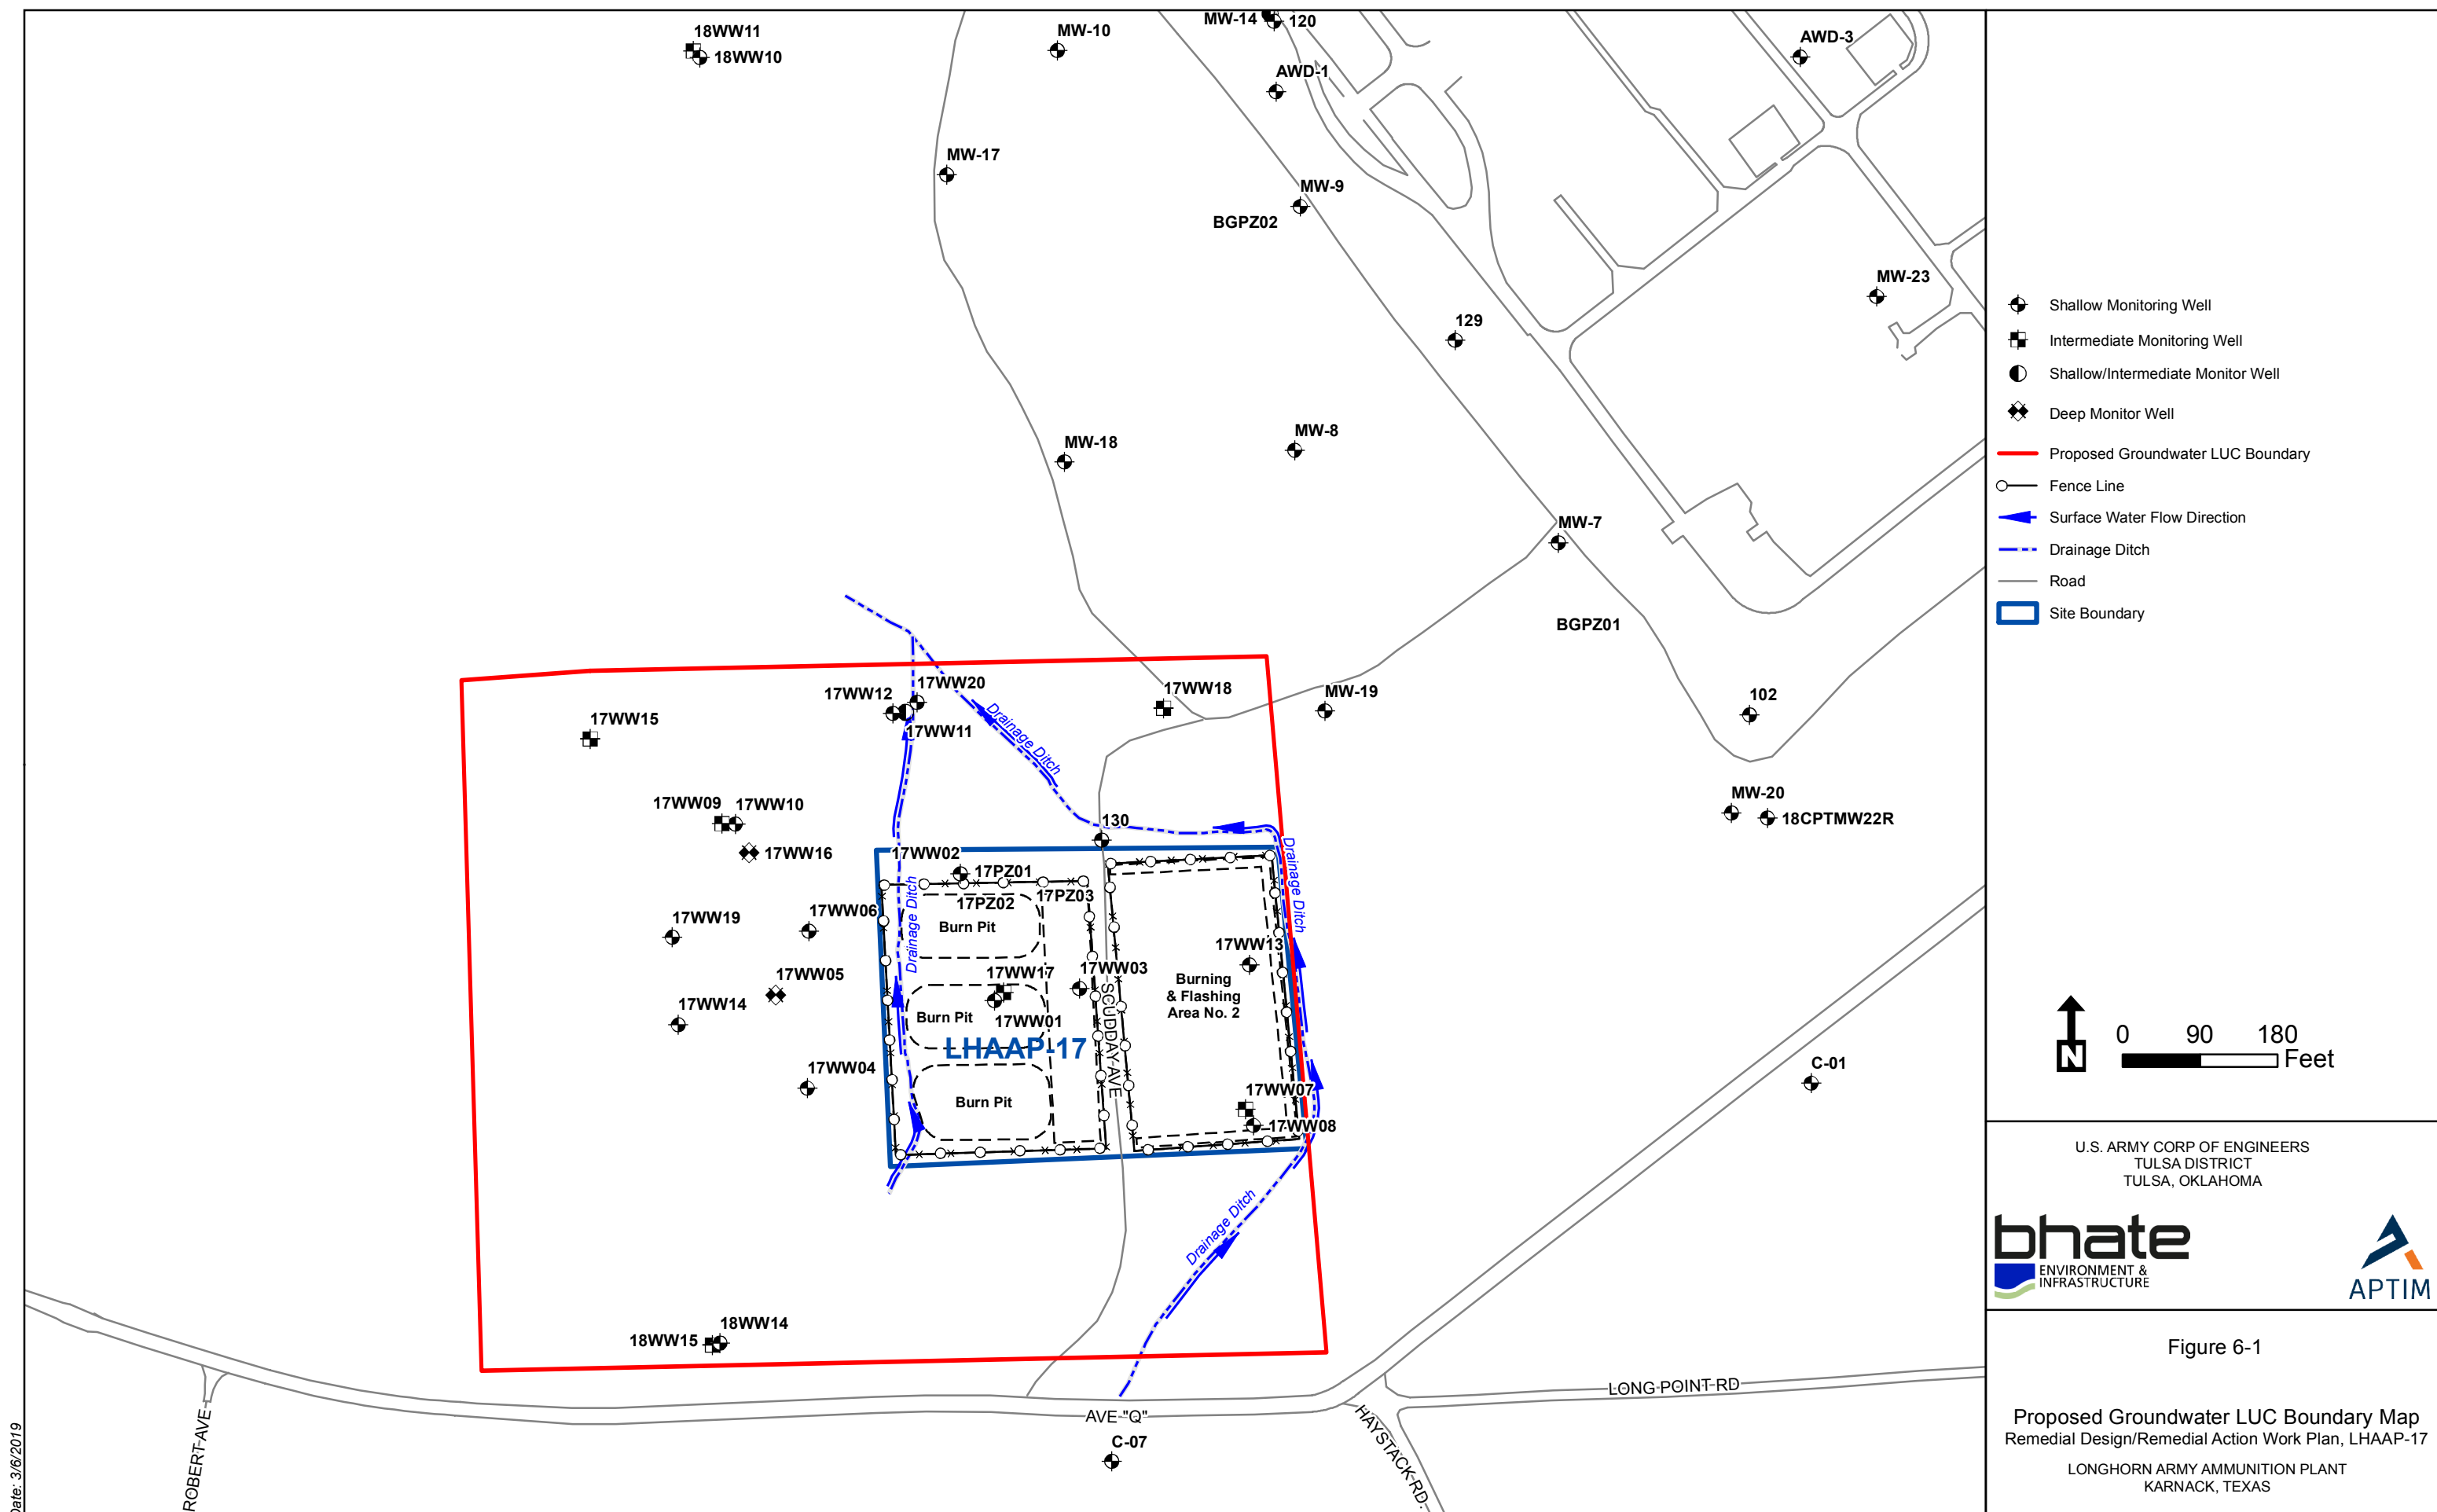 18WW11
18WW10
MW-10
MW-14
120
AWD-1
AWD-3
MW-17
MW-9
BGPZ02
MW-23
129
MW-18
MW-8
MW-7
BGPZ01
17WW12
17WW20
17WW11
17WW18
MW-19
102
17WW15
Drainage Ditch
17WW09
17WW10
17WW16
130
MW-20
18CPTMW22R
17WW02
17PZ01
17PZ02
17PZ03
Drainage Ditch
Drainage Ditch
17WW19
17WW06
Burn Pit
17WW13
17WW05
17WW17
17WW03
17WW14
Burn Pit
17WW01
Burning
& Flashing
Area No. 2
LHAAP-17
SCUDDAY AVE
17WW04
Burn Pit
17WW07
17WW08
C-01
Drainage Ditch
18WW15
18WW14
ROBERT AVE
AVE "Q"
LONG POINT RD
HAYSTACK RD.
C-07
Date: 3/6/2019
Shallow Monitoring Well
Intermediate Monitoring Well
Shallow/Intermediate Monitor Well
Deep Monitor Well
Proposed Groundwater LUC Boundary
Fence Line
Surface Water Flow Direction
Drainage Ditch
Road
Site Boundary
N
0 90 180
Feet
U.S. ARMY CORP OF ENGINEERS
TULSA DISTRICT
TULSA, OKLAHOMA
bhate
ENVIRONMENT &
INFRASTRUCTURE
APTIM
Figure 6-1
Proposed Groundwater LUC Boundary Map
Remedial Design/Remedial Action Work Plan, LHAAP-17
LONGHORN ARMY AMMUNITION PLANT
KARNACK, TEXAS